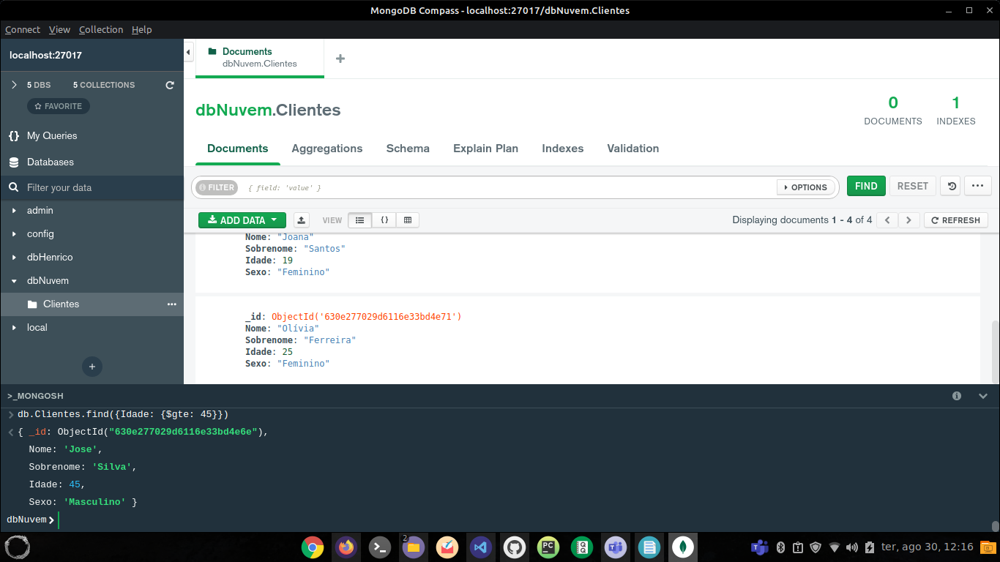 MongoDB Compass - localhost:27017/dbNuvem.Clientes
Connect View Collection Help
localhost:27017
5 DBS 5 COLLECTIONS
FAVORITE
{} My Queries
Databases
Filter your data
admin
config
dbHenrico
dbNuvem
Clientes
local
+
Documents
dbNuvem.Clientes
+
dbNuvem.Clientes
0
DOCUMENTS
1
INDEXES
Documents Aggregations Schema Explain Plan Indexes Validation
FILTER { field: 'value' } OPTIONS FIND RESET
ADD DATA VIEW {} Displaying documents 1 - 4 of 4 REFRESH
Nome: "Joana"
Sobrenome: "Santos"
Idade: 19
Sexo: "Feminino"
_id: ObjectId('630e277029d6116e33bd4e71')
Nome: "Olívia"
Sobrenome: "Ferreira"
Idade: 25
Sexo: "Feminino"
>_MONGOSH
> db.Clientes.find({Idade: {$gte: 45}})
< { _id: ObjectId("630e277029d6116e33bd4e6e"),
Nome: 'Jose',
Sobrenome: 'Silva',
Idade: 45,
Sexo: 'Masculino' }
dbNuvem>
2
PC
QQ
ter, ago 30, 12:16